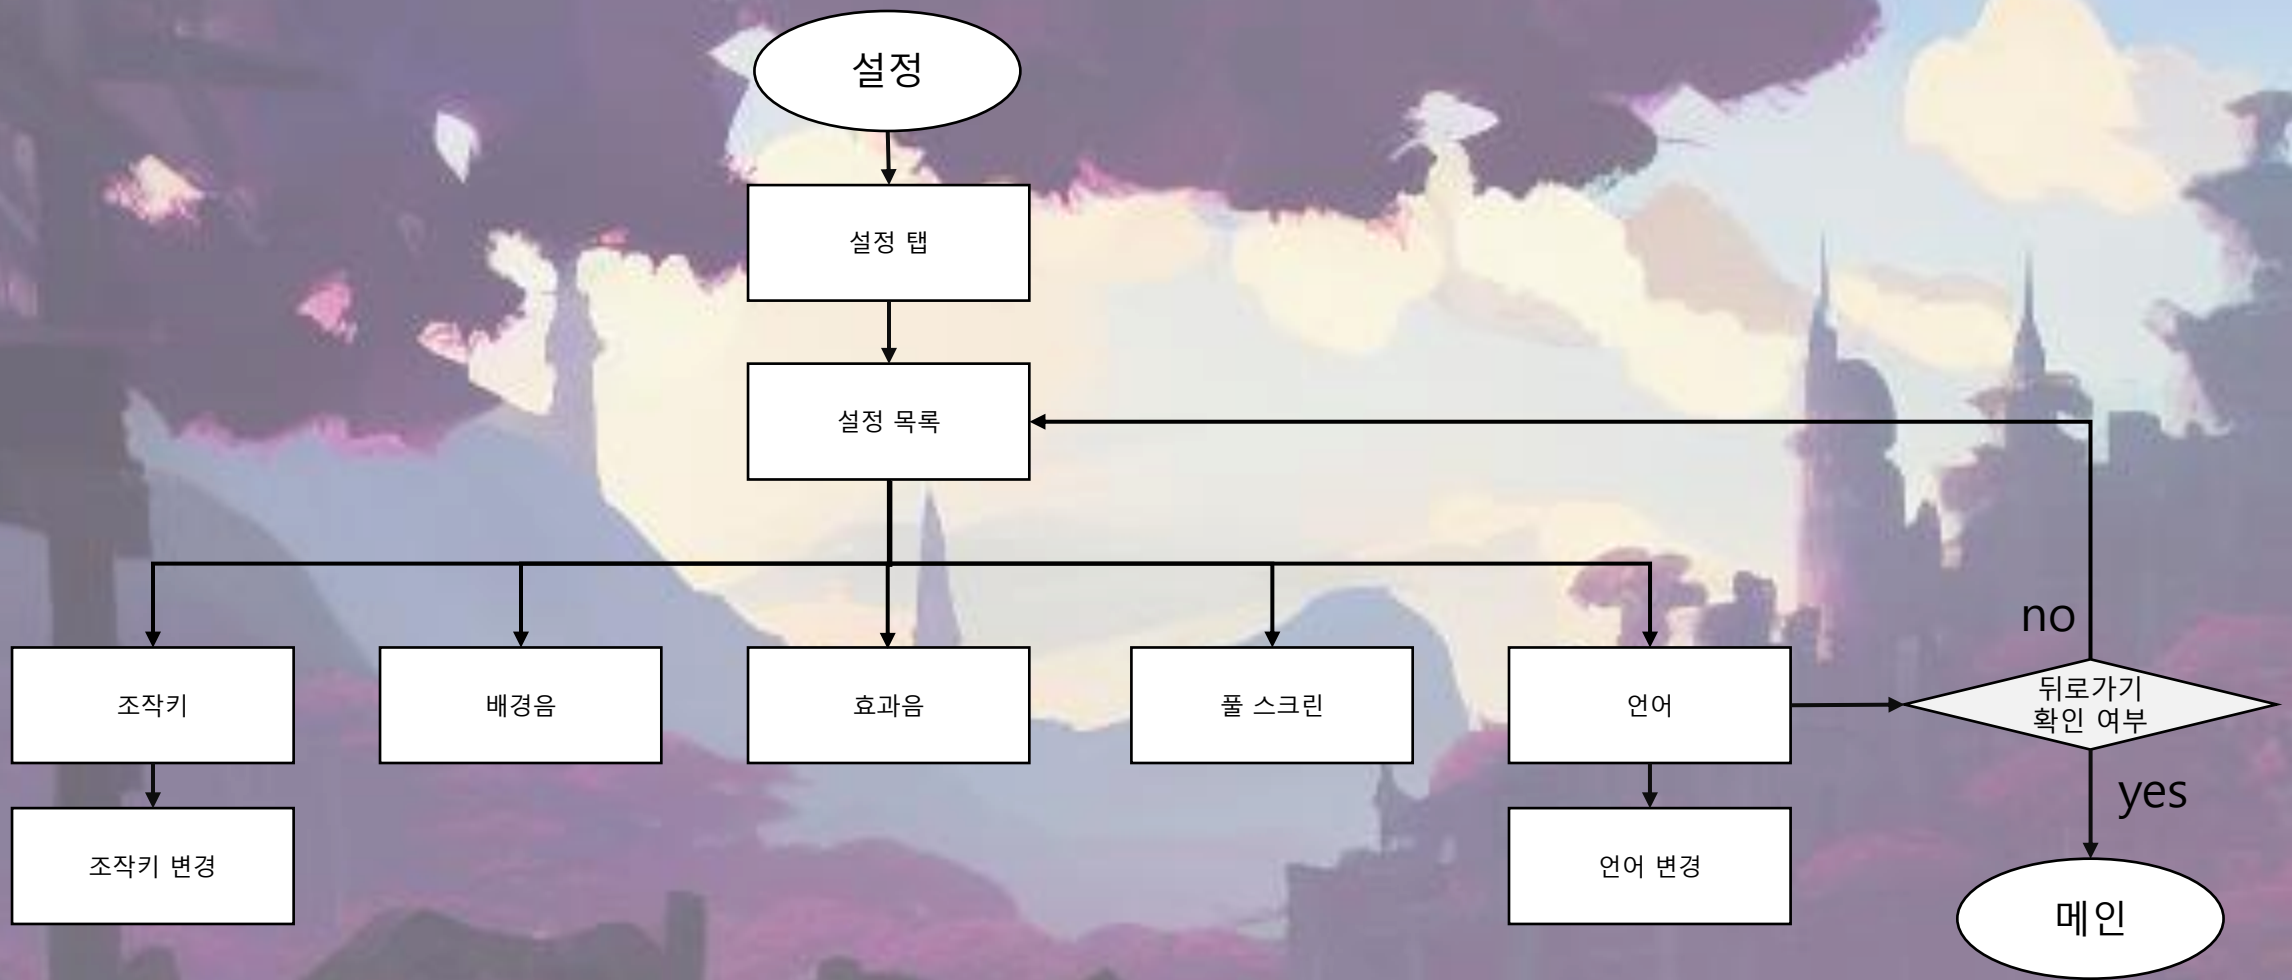 설정
설정 탭
설정 목록
no
조작키
배경음
효과음
풀 스크린
언어
뒤로가기
확인 여부
yes
조작키 변경
언어 변경
메인